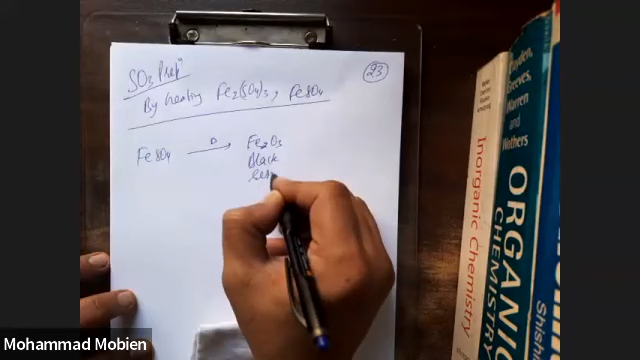 SO3 Prepn
23
By heating Fe2(SO4)3, FeSO4
FeSO4 Δ→ Fe2O3
Black
Mohammad Mobien
Inorganic Chemistry
Clayden,
Greeves,
Warren
and
Wothers
ORGANIC
CHEMISTRY